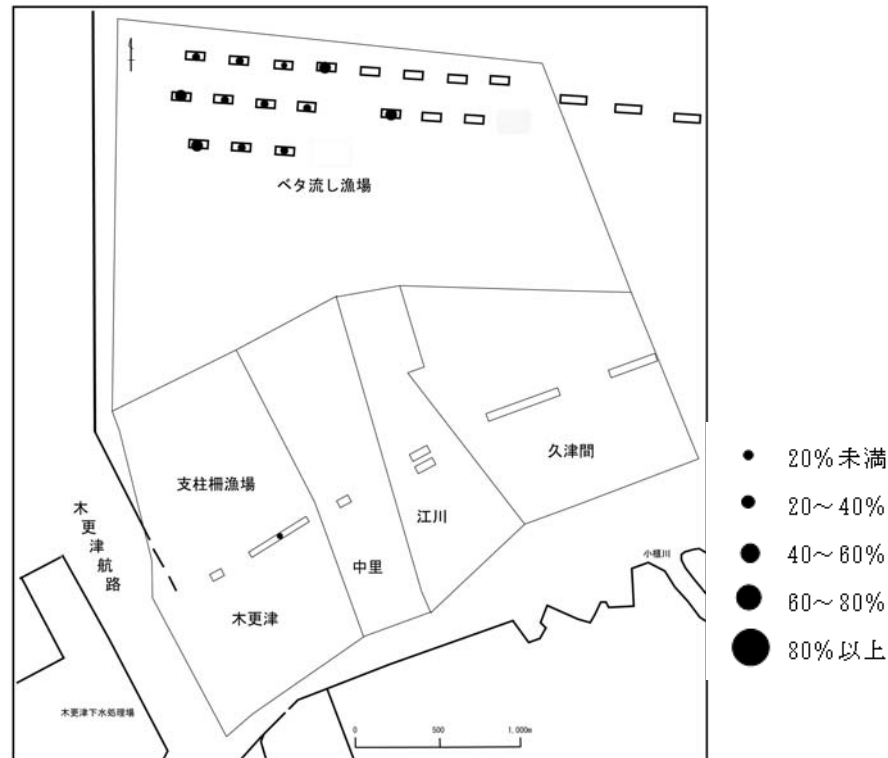 ベタ流し漁場
久津間
支柱柵漁場
江川
中里
木更津
木更津航路
小櫃川
木更津下水処理場
0 500 1,000m
20%未満
20～40%
40～60%
60～80%
80%以上